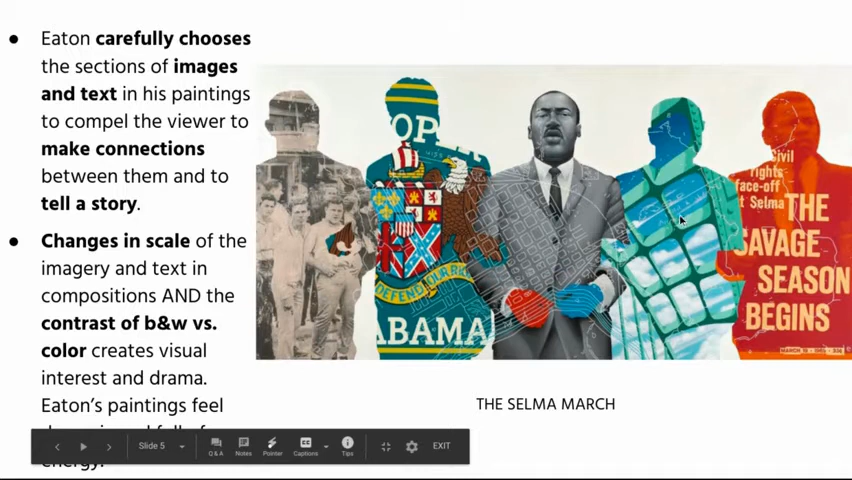 ● Eaton carefully chooses
the sections of images
and text in his paintings
to compel the viewer to
make connections
between them and to
tell a story.
● Changes in scale of the
imagery and text in
compositions AND the
contrast of b&w vs.
color creates visual
interest and drama.
Eaton's paintings feel
energy.
OP
DEFEND
ABAMA
Civil
rights
face-off
t Selma
THE
SAVAGE
SEASON
BEGINS
THE SELMA MARCH
Slide 5
Q & A
Notes
Pointer
Captions
Tips
EXIT